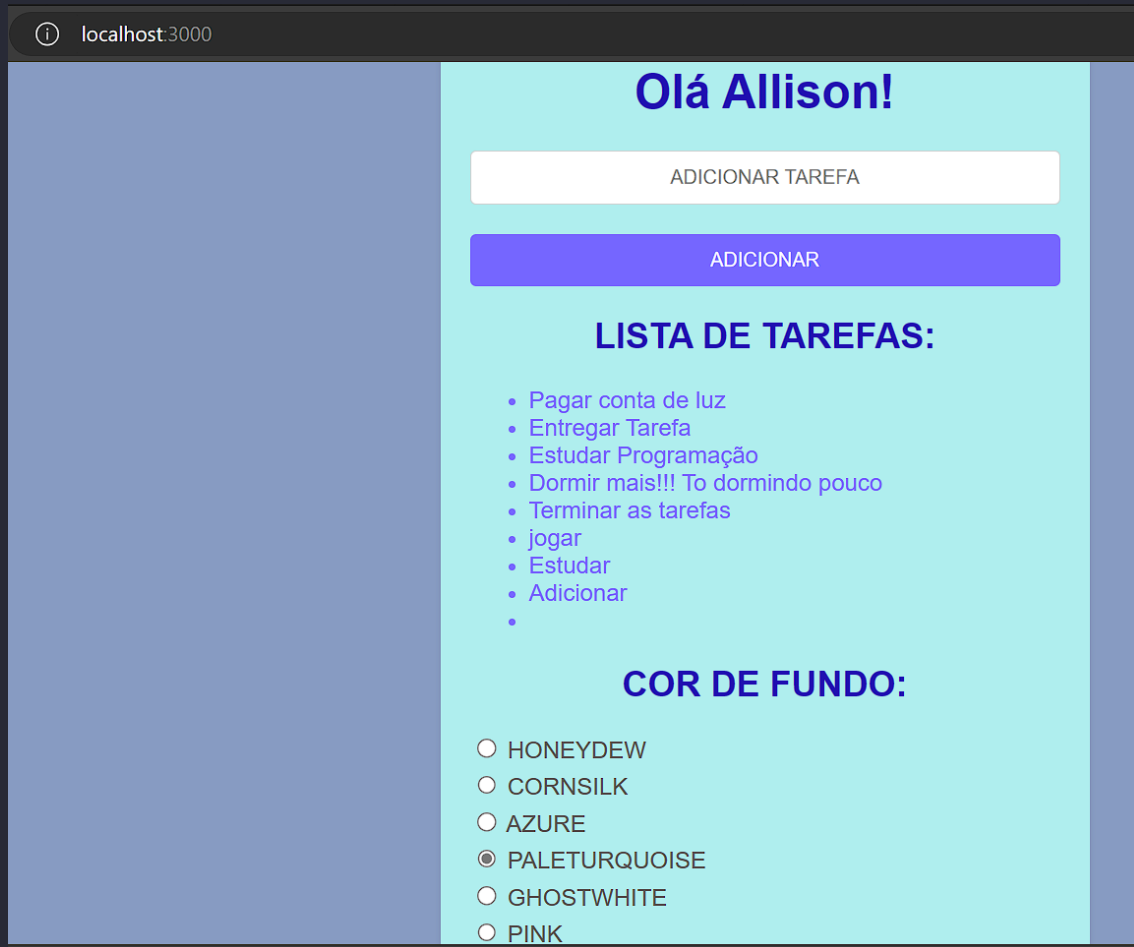 localhost:3000
Olá Allison!
ADICIONAR TAREFA
ADICIONAR
LISTA DE TAREFAS:
Pagar conta de luz
Entregar Tarefa
Estudar Programação
Dormir mais!!! To dormindo pouco
Terminar as tarefas
jogar
Estudar
Adicionar
COR DE FUNDO:
HONEYDEW
CORNSILK
AZURE
PALETURQUOISE
GHOSTWHITE
PINK